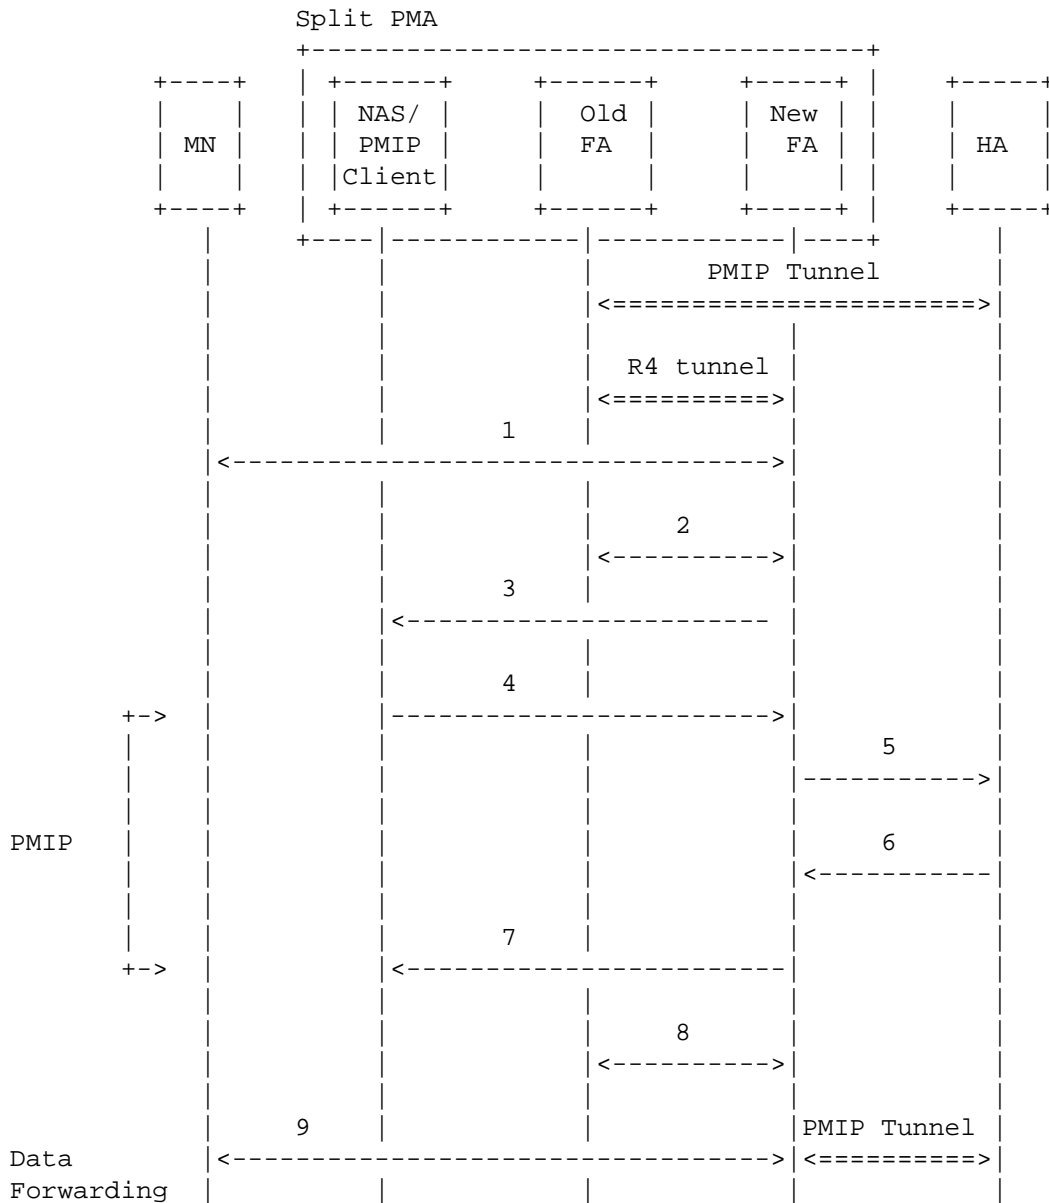 Split PMA
MN
NAS/
PMIP
Client
Old
FA
New
FA
HA
PMIP Tunnel
R4 tunnel
1
2
3
4
5
PMIP
6
7
8
9
PMIP Tunnel
Data
Forwarding